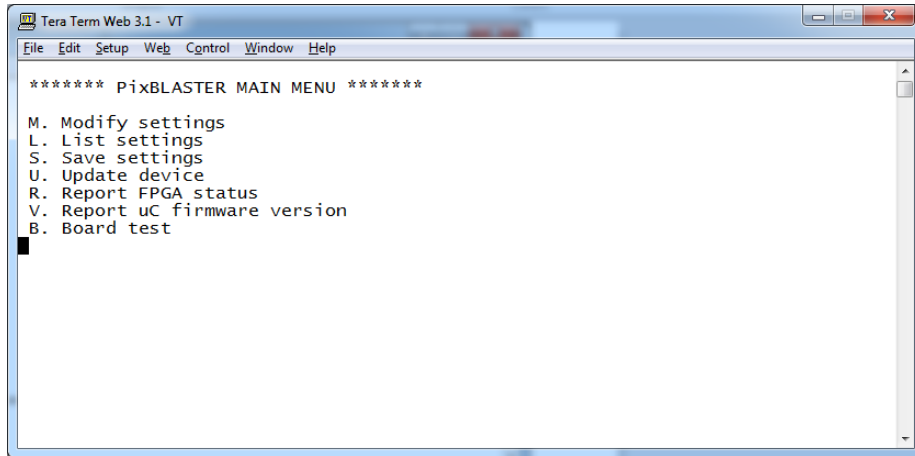 Tera Term Web 3.1 - VT
File Edit Setup Web Control Window Help
******* PixBLASTER MAIN MENU *******
M. Modify settings
L. List settings
S. Save settings
U. Update device
R. Report FPGA status
V. Report uC firmware version
B. Board test